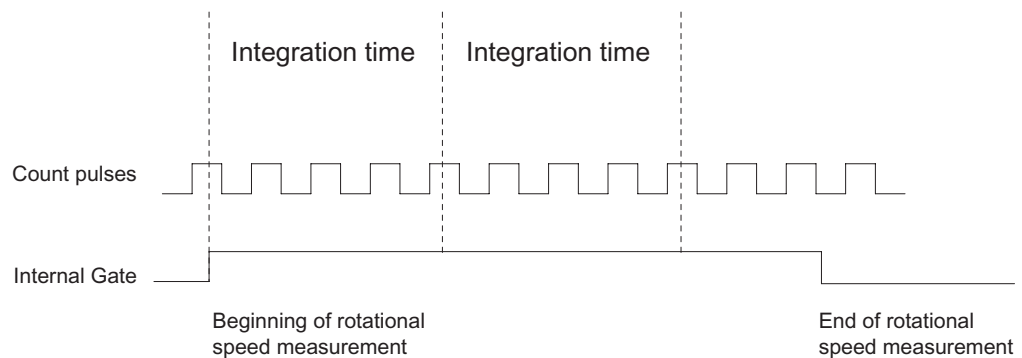 Integration time
Integration time
Count pulses
Internal Gate
Beginning of rotational
speed measurement
End of rotational
speed measurement